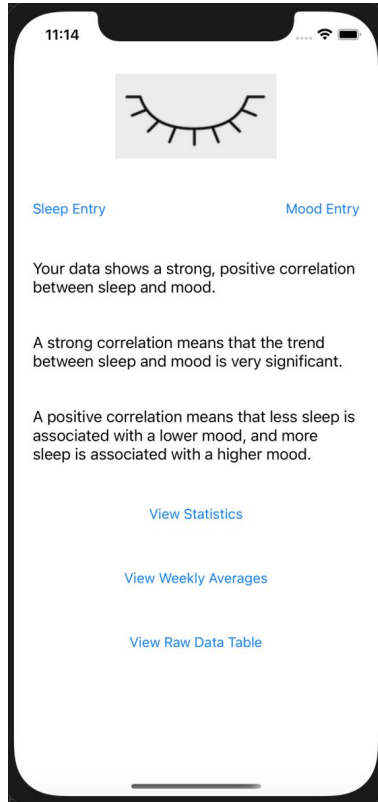 11:14
Sleep Entry
Mood Entry
Your data shows a strong, positive correlation
between sleep and mood.
A strong correlation means that the trend
between sleep and mood is very significant.
A positive correlation means that less sleep is
associated with a lower mood, and more
sleep is associated with a higher mood.
View Statistics
View Weekly Averages
View Raw Data Table